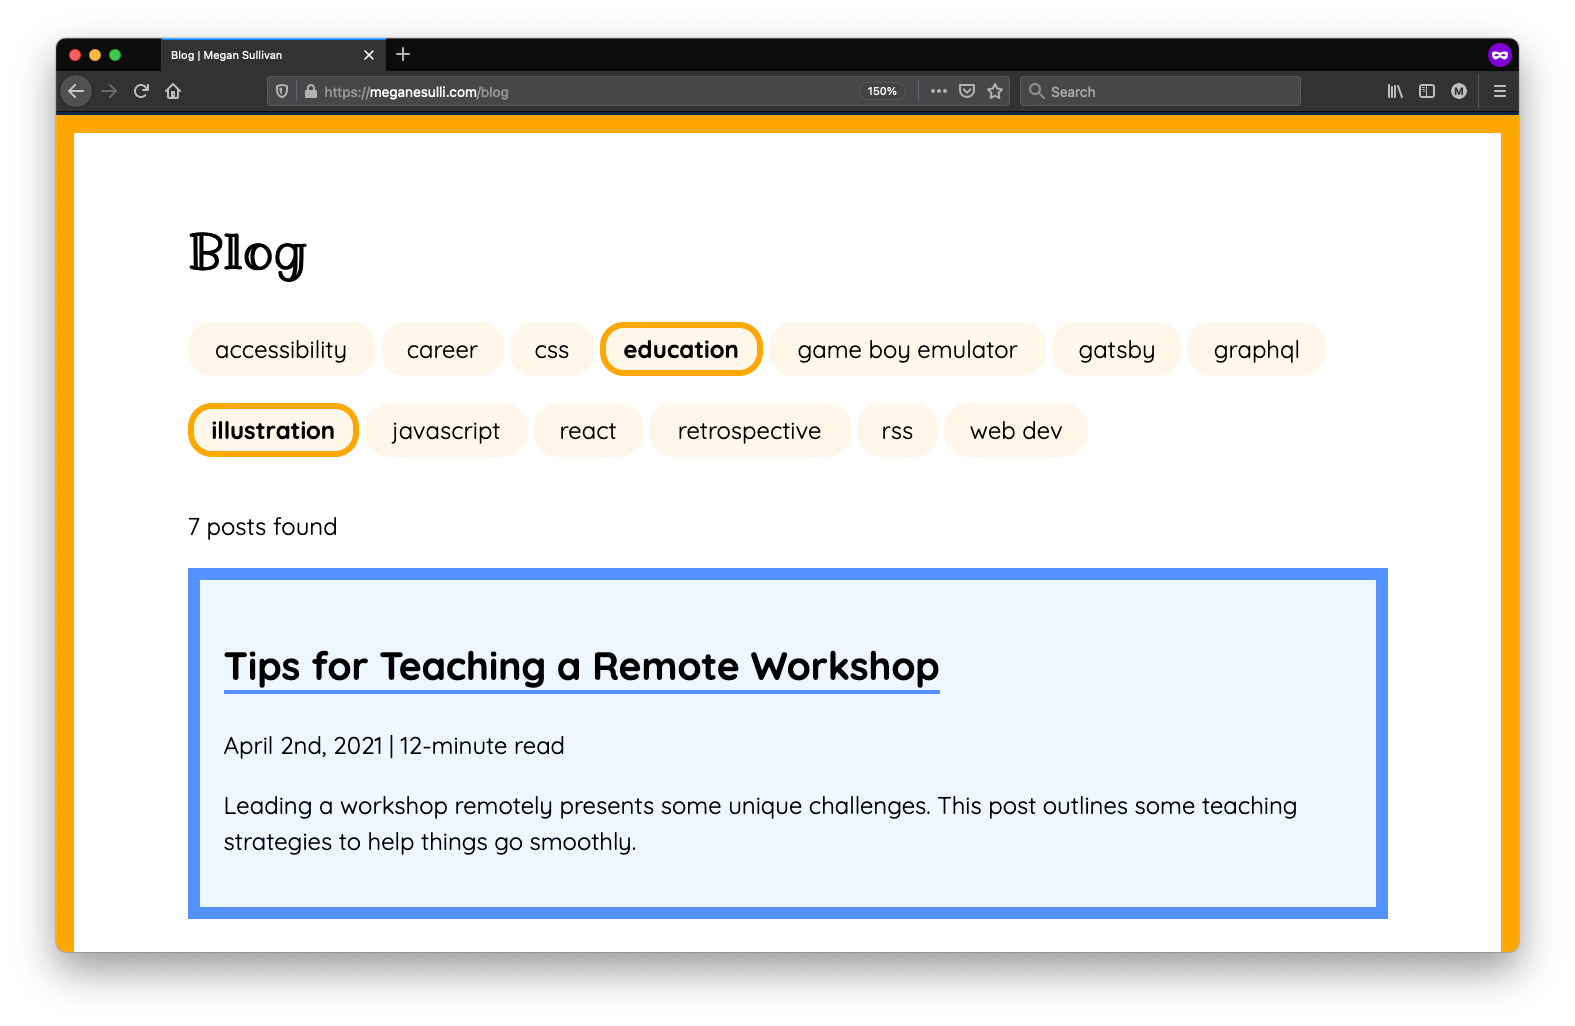 Blog | Megan Sullivan
https://meganesulli.com/blog
150%
Search
M
Blog
accessibility career css education game boy emulator gatsby graphql
illustration javascript react retrospective rss web dev
7 posts found
Tips for Teaching a Remote Workshop
April 2nd, 2021 | 12-minute read
Leading a workshop remotely presents some unique challenges. This post outlines some teaching
strategies to help things go smoothly.